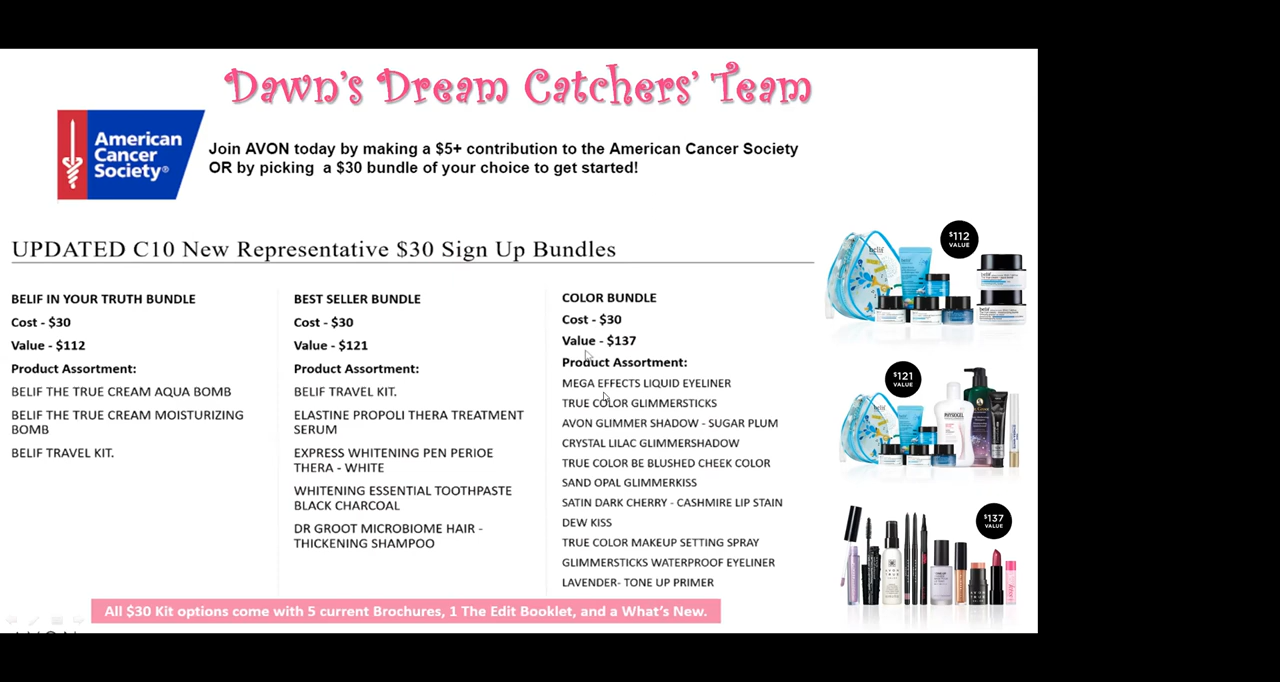 Dawn's Dream Catchers' Team
American
Cancer
Society®
Join AVON today by making a $5+ contribution to the American Cancer Society
OR by picking a $30 bundle of your choice to get started!
UPDATED C10 New Representative $30 Sign Up Bundles
BELIF IN YOUR TRUTH BUNDLE
Cost - $30
Value - $112
Product Assortment:
BELIF THE TRUE CREAM AQUA BOMB
BELIF THE TRUE CREAM MOISTURIZING
BOMB
BELIF TRAVEL KIT.
BEST SELLER BUNDLE
Cost - $30
Value - $121
Product Assortment:
BELIF TRAVEL KIT.
ELASTINE PROPOLI THERA TREATMENT
SERUM
EXPRESS WHITENING PEN PERIOE
THERA - WHITE
WHITENING ESSENTIAL TOOTHPASTE
BLACK CHARCOAL
DR GROOT MICROBIOME HAIR -
THICKENING SHAMPOO
COLOR BUNDLE
Cost - $30
Value - $137
Product Assortment:
MEGA EFFECTS LIQUID EYELINER
TRUE COLOR GLIMMERSTICKS
AVON GLIMMER SHADOW - SUGAR PLUM
CRYSTAL LILAC GLIMMERSHADOW
TRUE COLOR BE BLUSHED CHEEK COLOR
SAND OPAL GLIMMERKISS
SATIN DARK CHERRY - CASHMERE LIP STAIN
DEW KISS
TRUE COLOR MAKEUP SETTING SPRAY
GLIMMERSTICKS WATERPROOF EYELINER
LAVENDER- TONE UP PRIMER
$112
VALUE
belif
belif
belif
$121
VALUE
belif
PHYSIOGEL
$137
VALUE
All $30 Kit options come with 5 current Brochures, 1 The Edit Booklet, and a What's New.
AVON